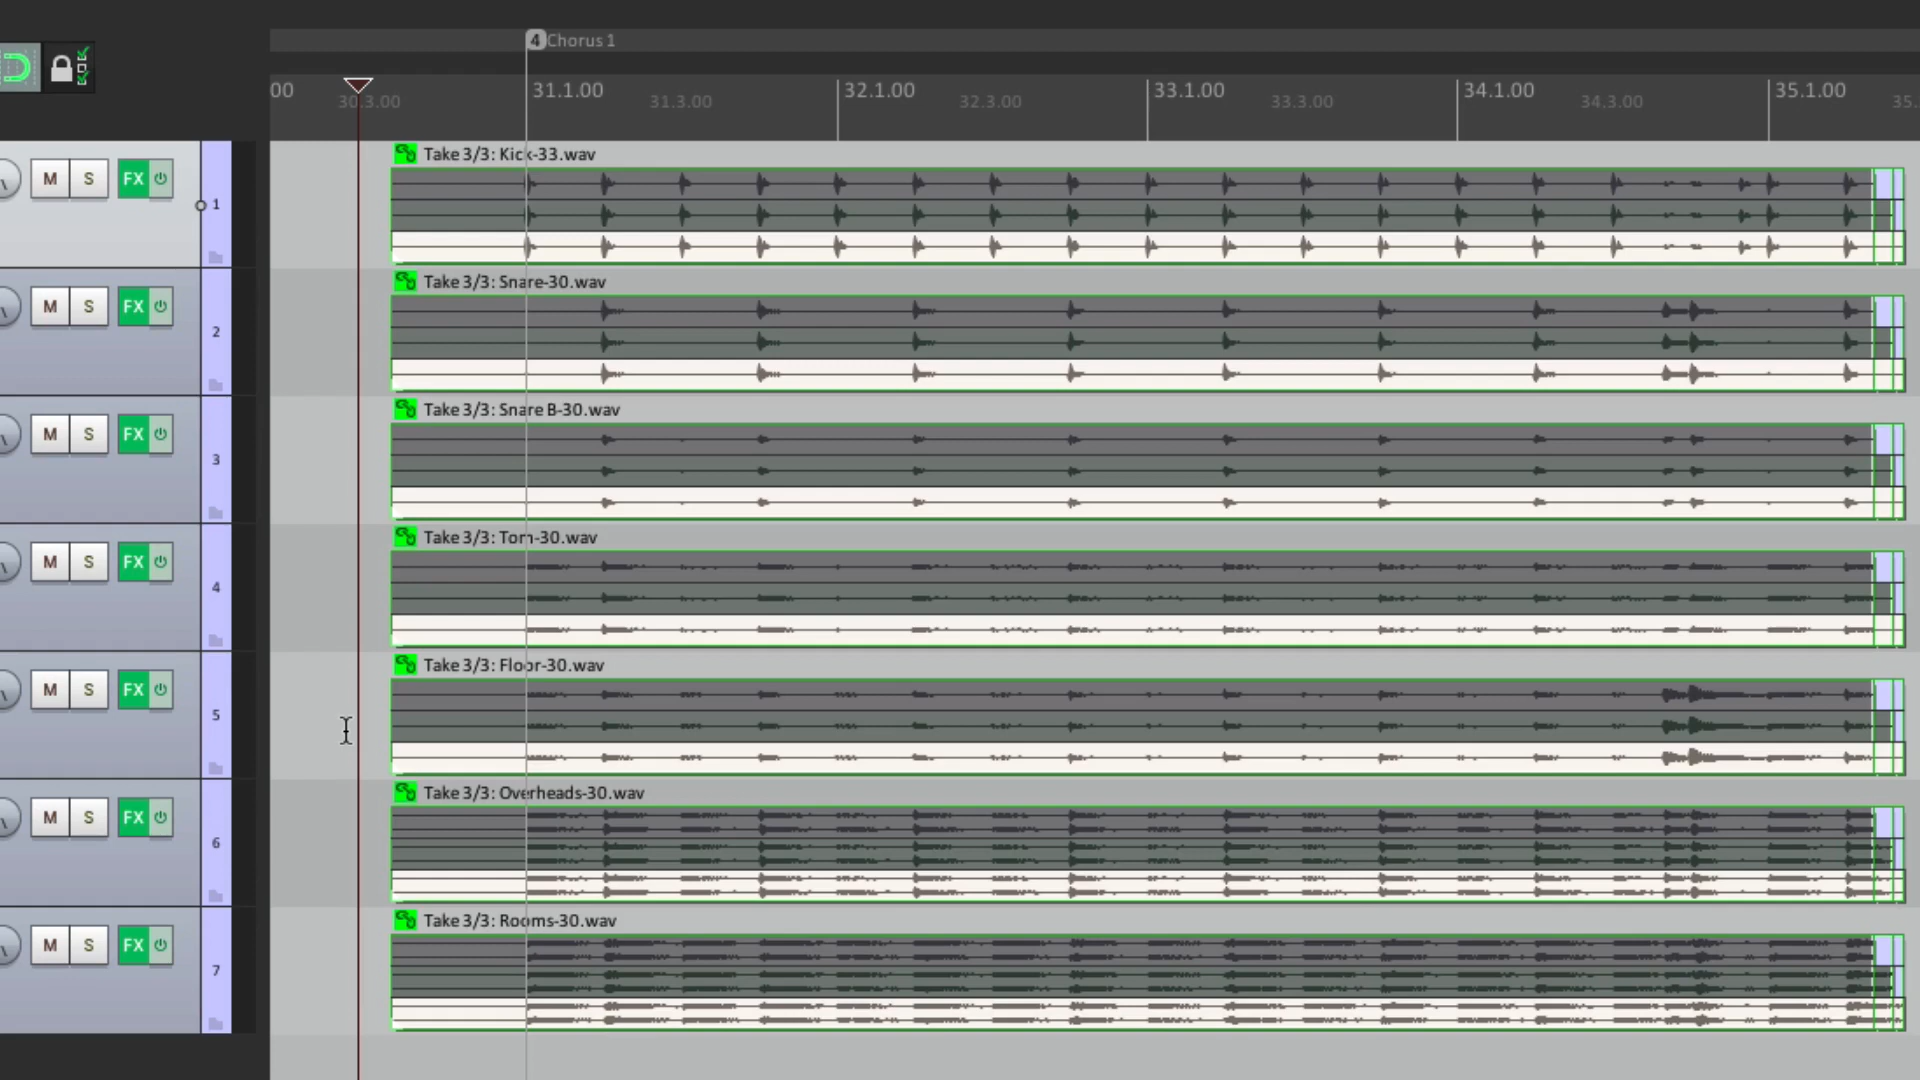 4 Chorus 1
00 31.1.00 32.1.00 33.1.00 34.1.00 35.1.00
30.3.00 31.3.00 32.3.00 33.3.00 34.3.00 35.
Take 3/3: Kick-33.wav
M S FX 1
Take 3/3: Snare-30.wav
M S FX 2
Take 3/3: Snare B-30.wav
M S FX 3
Take 3/3: Tom-30.wav
M S FX 4
Take 3/3: Floor-30.wav
M S FX 5
Take 3/3: Overheads-30.wav
M S FX 6
Take 3/3: Rooms-30.wav
M S FX 7